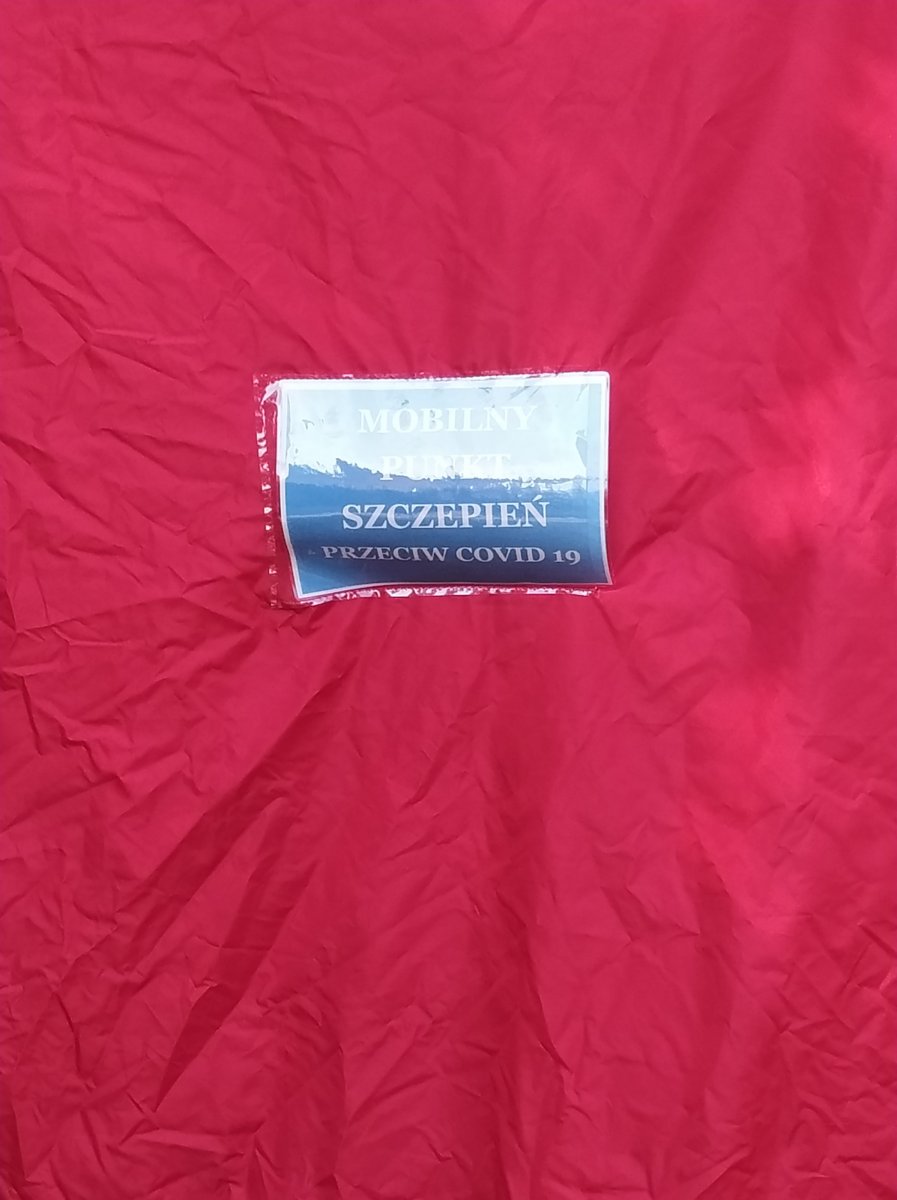 MOBILNY
PUNKT
SZCZEPIEŃ
PRZECIW COVID 19